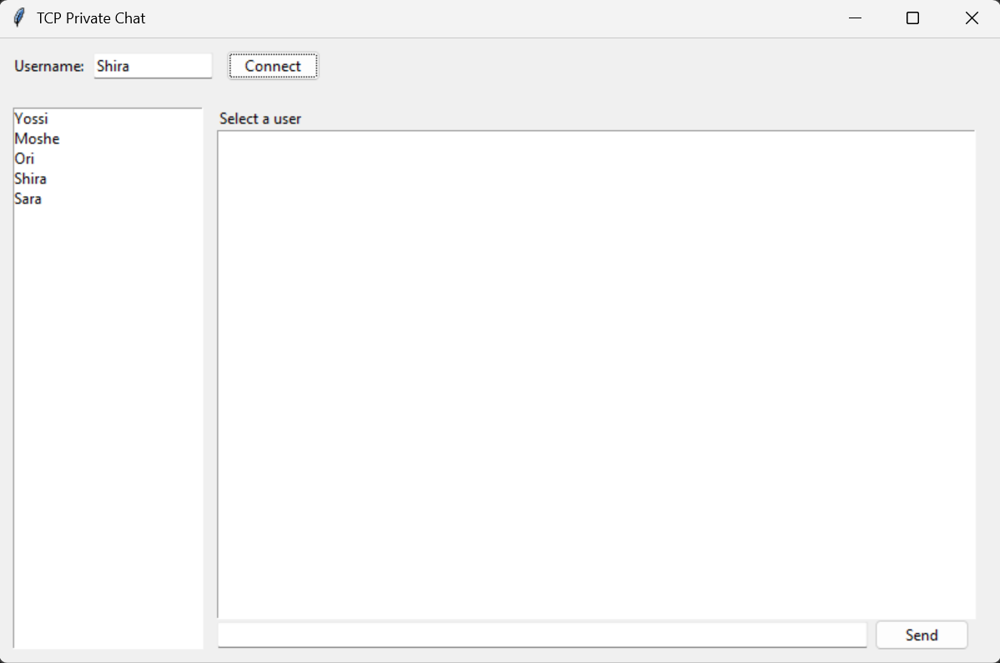 TCP Private Chat
Username: Shira Connect
Yossi
Moshe
Ori
Shira
Sara
Select a user
Send